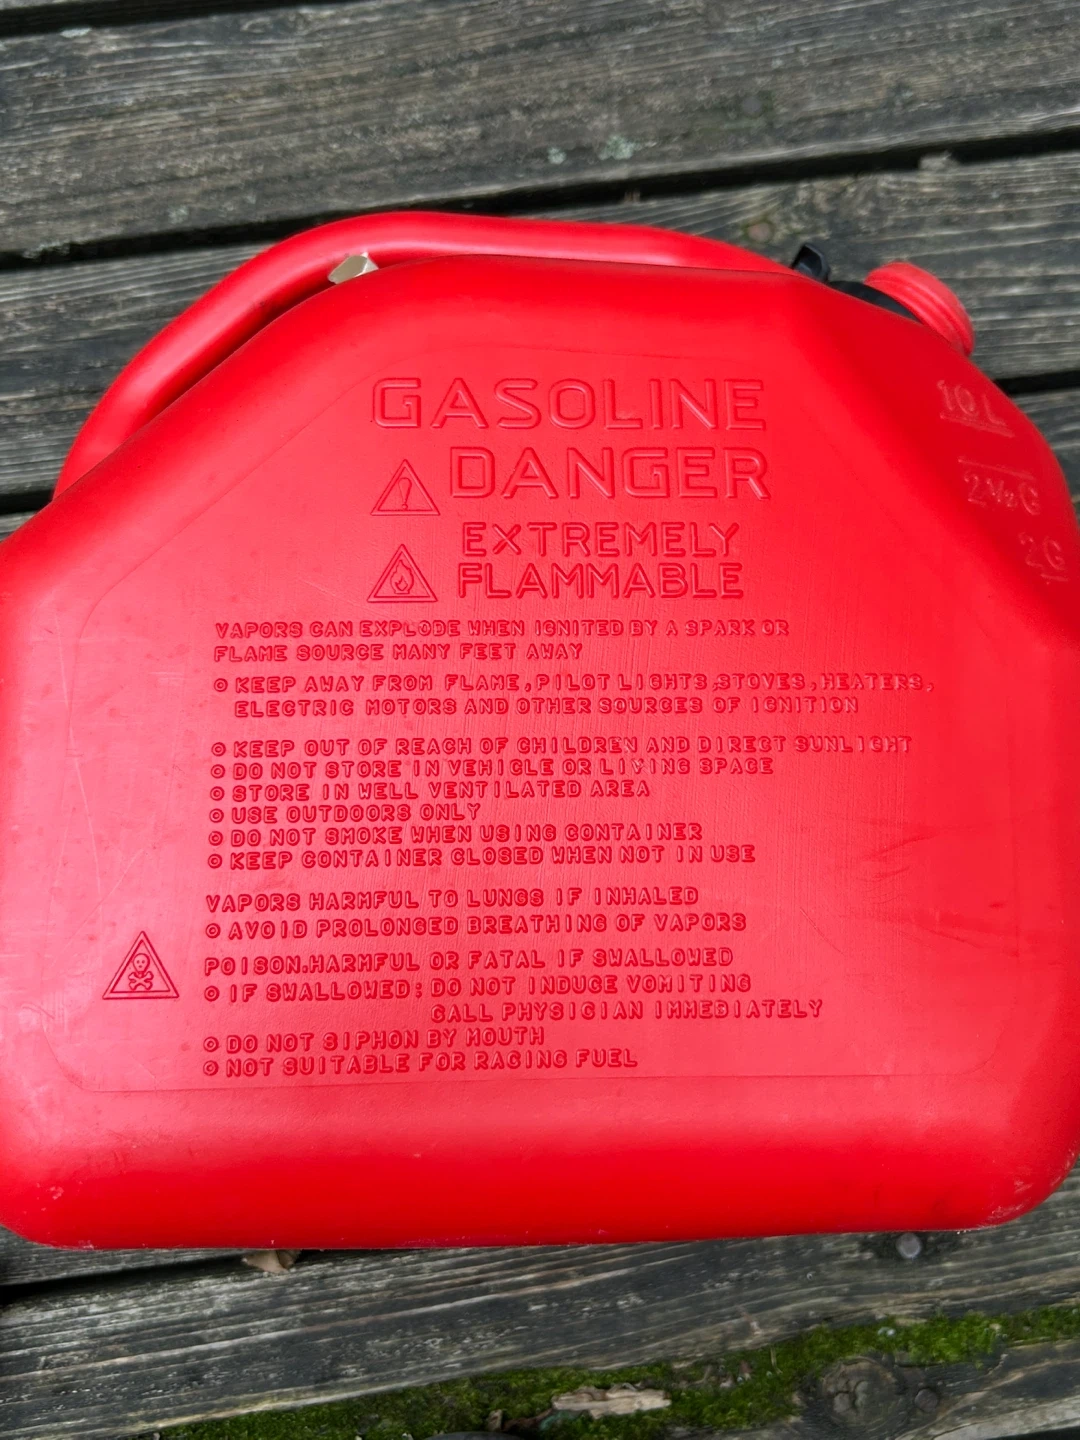 GASOLINE
DANGER
EXTREMELY
FLAMMABLE
VAPORS CAN EXPLODE WHEN IGNITED BY A SPARK OR
FLAME SOURCE MANY FEET AWAY
KEEP AWAY FROM FLAME, PILOT LIGHTS, STOVES, HEATERS,
ELECTRIC MOTORS AND OTHER SOURCES OF IGNITION
KEEP OUT OF REACH OF CHILDREN AND DIRECT SUNLIGHT
DO NOT STORE IN VEHICLE OR LIVING SPACE
STORE IN WELL VENTILATED AREA
USE OUTDOORS ONLY
DO NOT SMOKE WHEN USING CONTAINER
KEEP CONTAINER CLOSED WHEN NOT IN USE
VAPORS HARMFUL TO LUNGS IF INHALED
AVOID PROLONGED BREATHING OF VAPORS
POISON.HARMFUL OR FATAL IF SWALLOWED
IF SWALLOWED: DO NOT INDUCE VOMITING
CALL PHYSICIAN IMMEDIATELY
DO NOT SIPHON BY MOUTH
NOT SUITABLE FOR RACING FUEL
10 L
2½G
2G